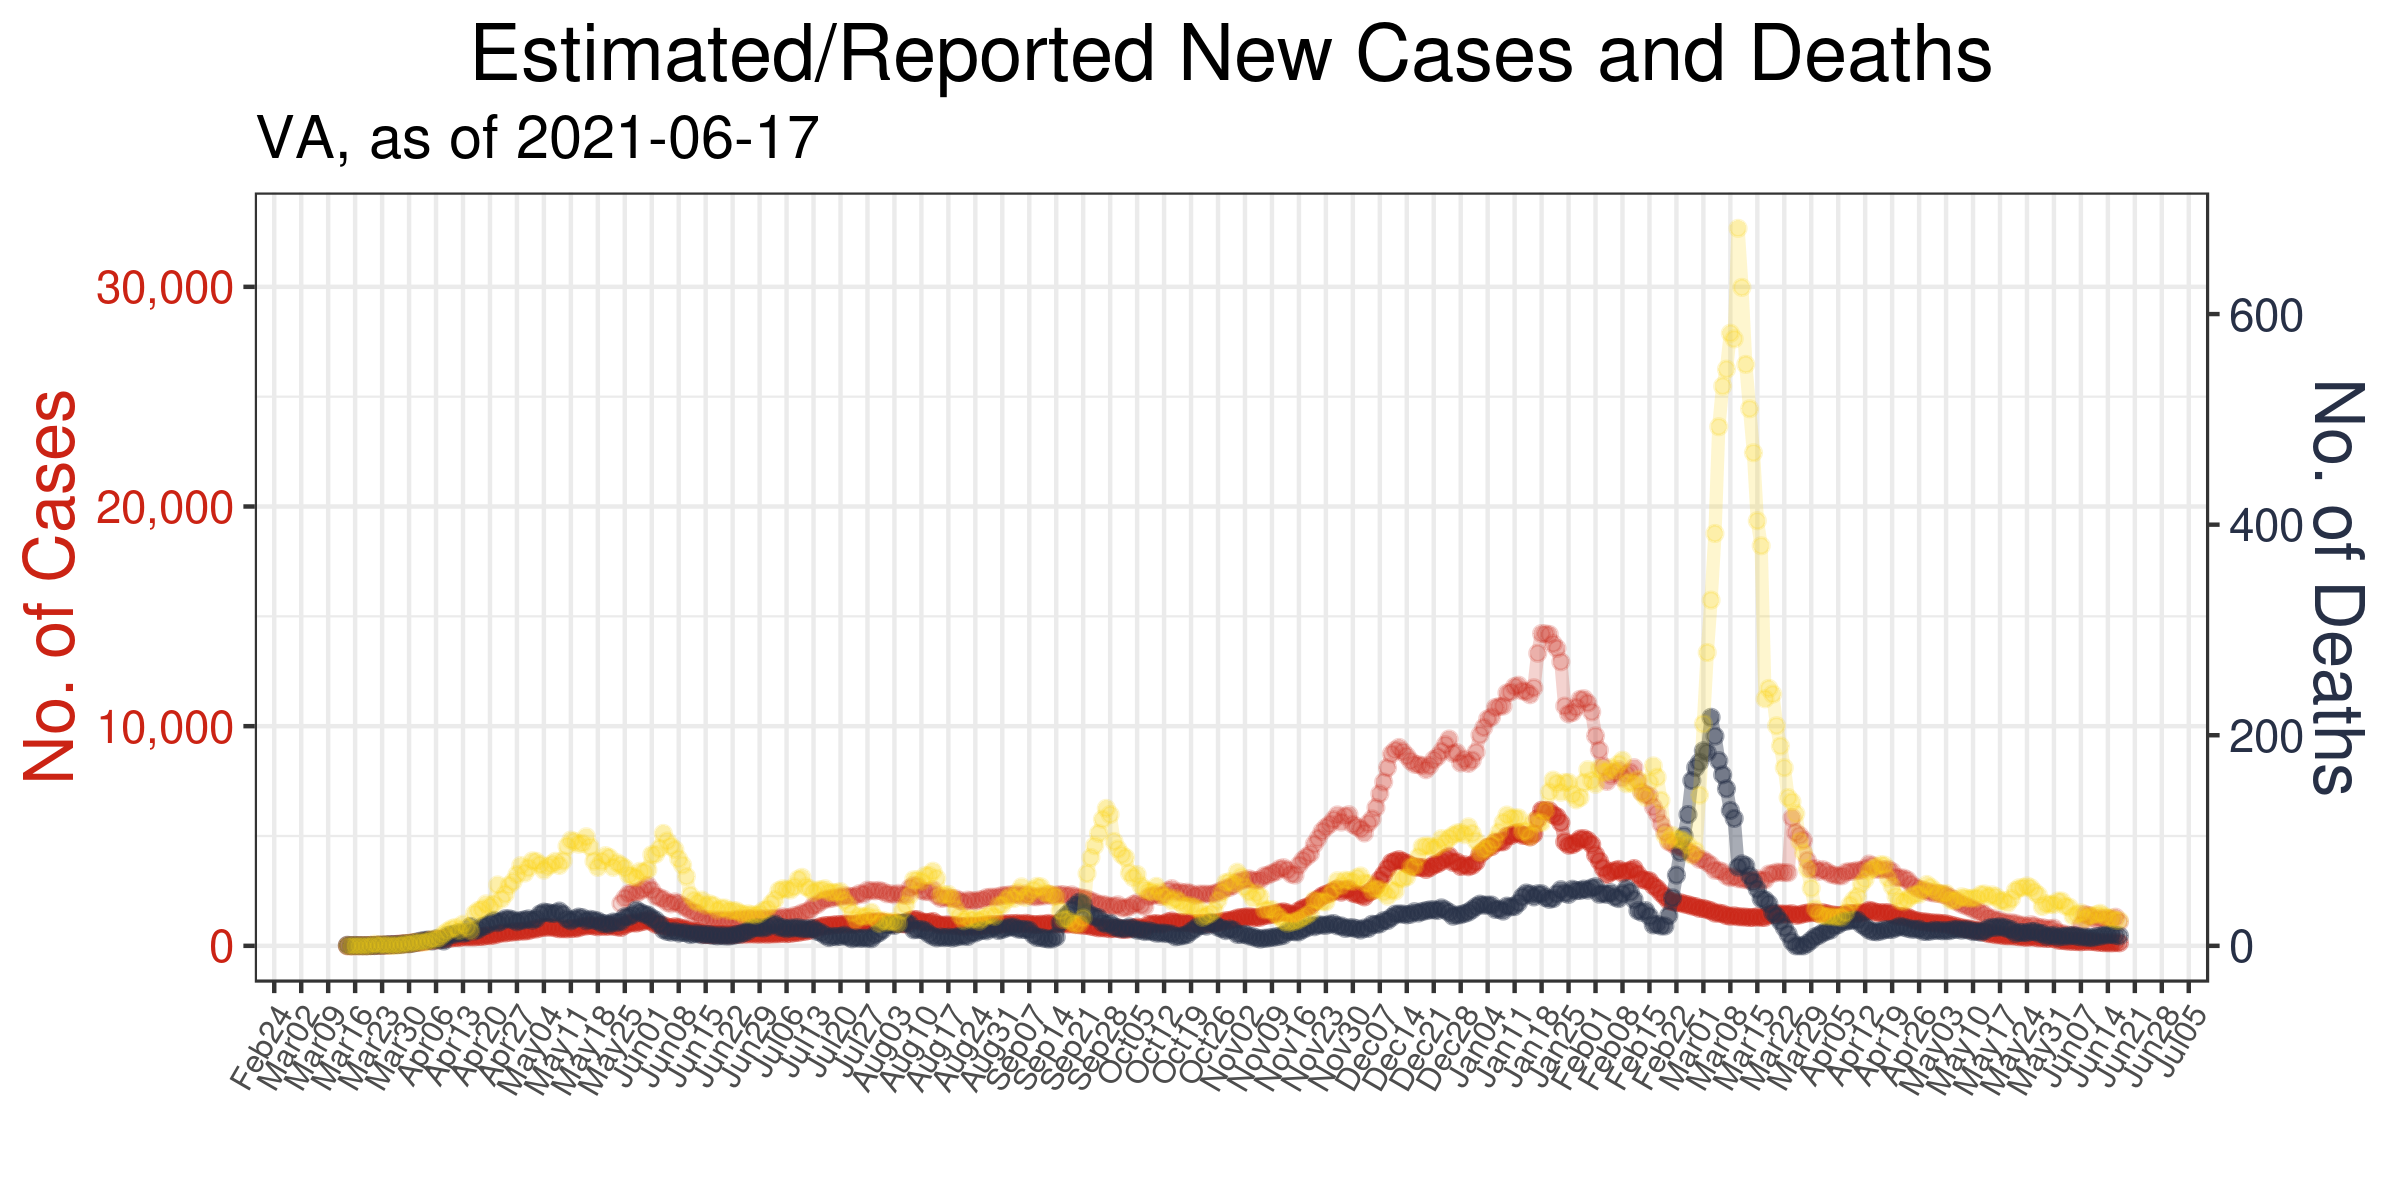 Estimated/Reported New Cases and Deaths
VA, as of 2021-06-17
No. of Cases
30,000
20,000
10,000
0
No. of Deaths
600
400
200
0
Feb24
Mar02
Mar09
Mar16
Mar23
Mar30
Apr06
Apr13
Apr20
Apr27
May04
May11
May18
May25
Jun01
Jun08
Jun15
Jun22
Jun29
Jul06
Jul13
Jul20
Jul27
Aug03
Aug10
Aug17
Aug24
Aug31
Sep07
Sep14
Sep21
Sep28
Oct05
Oct12
Oct19
Oct26
Nov02
Nov09
Nov16
Nov23
Nov30
Dec07
Dec14
Dec21
Dec28
Jan04
Jan11
Jan18
Jan25
Feb01
Feb08
Feb15
Feb22
Mar01
Mar08
Mar15
Mar22
Mar29
Apr05
Apr12
Apr19
Apr26
May03
May10
May17
May24
May31
Jun07
Jun14
Jun21
Jun28
Jul05